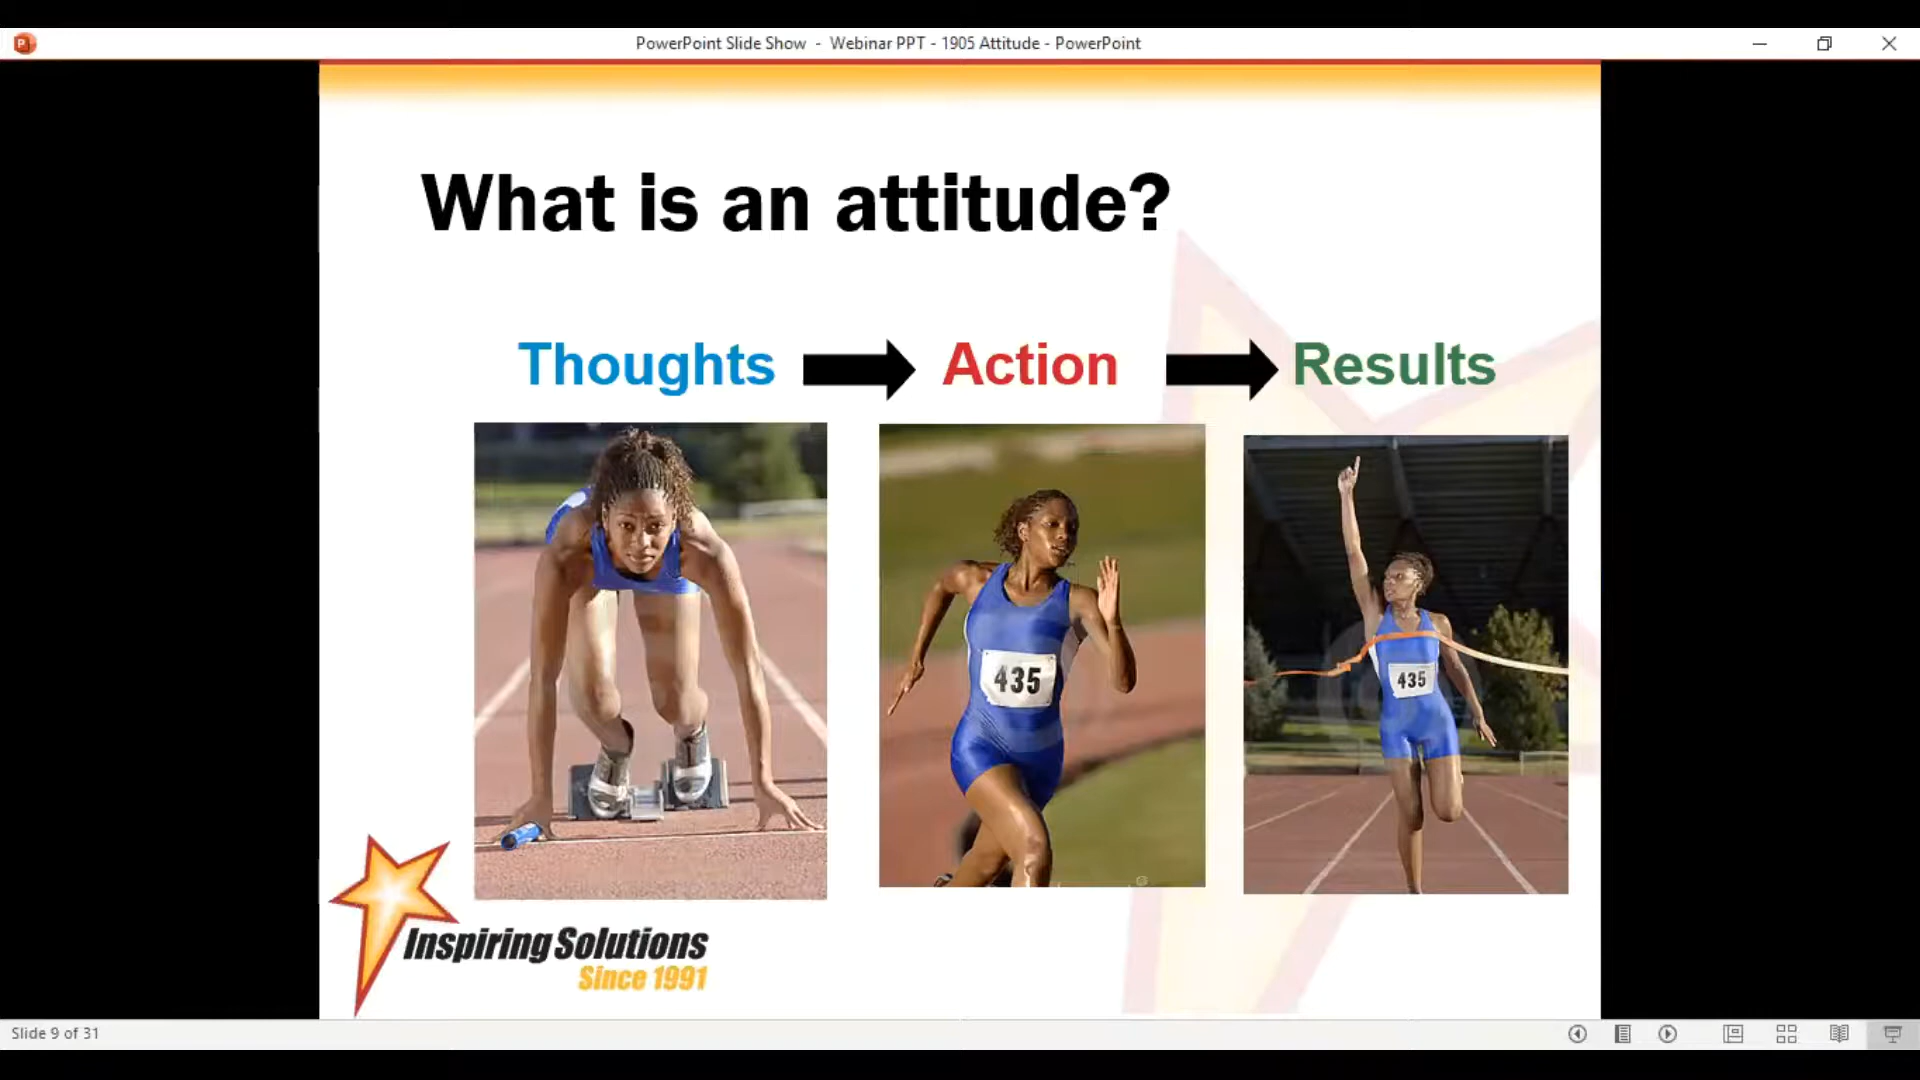 PowerPoint Slide Show - Webinar PPT - 1905 Attitude - PowerPoint
What is an attitude?
Thoughts Action Results
435
435
Inspiring Solutions
Since 1991
Slide 9 of 31